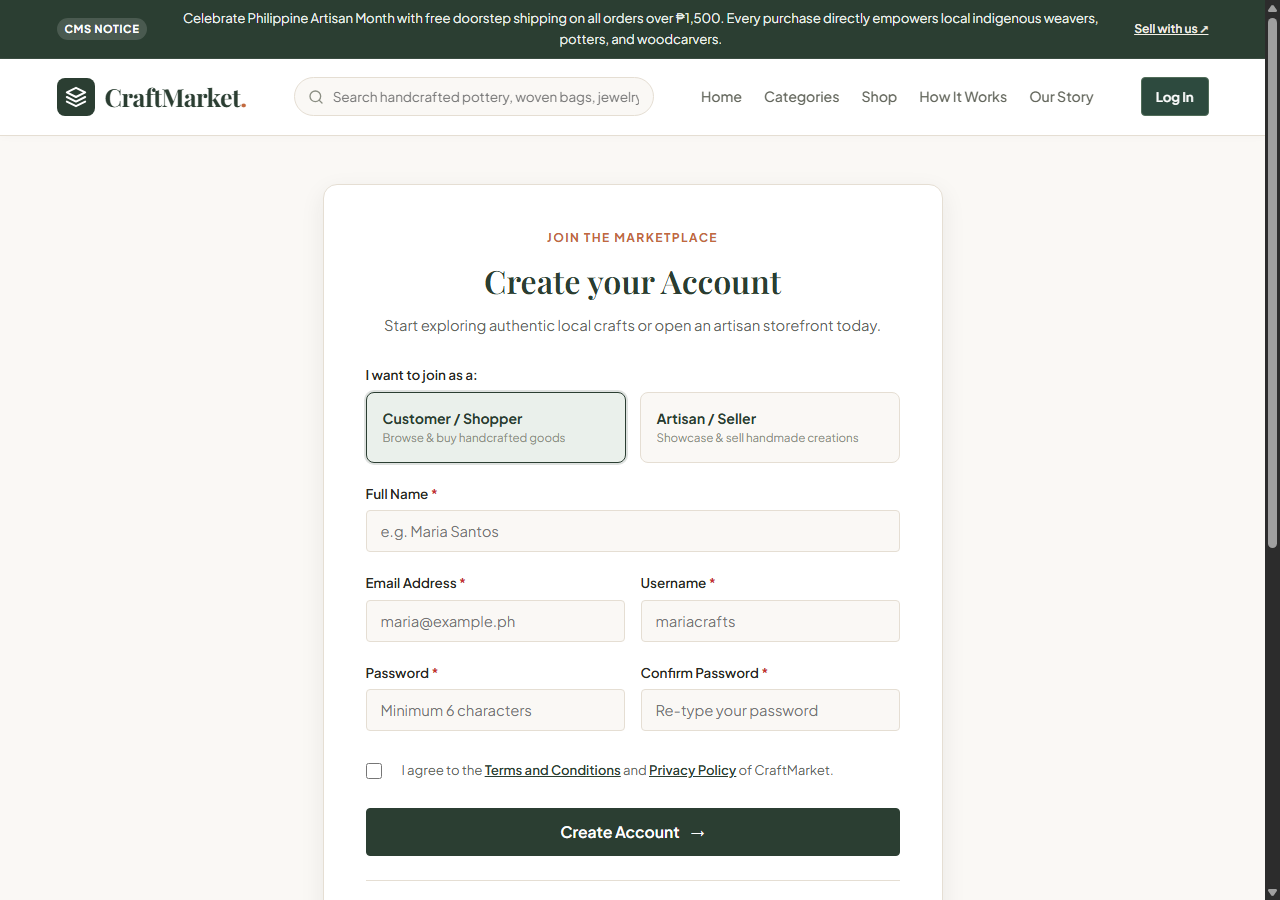 CMS NOTICE
Celebrate Philippine Artisan Month with free doorstep shipping on all orders over ₱1,500. Every purchase directly empowers local indigenous weavers,
potters, and woodcarvers.
Sell with us ↗
CraftMarket.
Search handcrafted pottery, woven bags, jewelry
Home
Categories
Shop
How It Works
Our Story
Log In
JOIN THE MARKETPLACE
Create your Account
Start exploring authentic local crafts or open an artisan storefront today.
I want to join as a:
Customer / Shopper
Browse & buy handcrafted goods
Artisan / Seller
Showcase & sell handmade creations
Full Name *
e.g. Maria Santos
Email Address *
maria@example.ph
Username *
mariacrafts
Password *
Minimum 6 characters
Confirm Password *
Re-type your password
I agree to the Terms and Conditions and Privacy Policy of CraftMarket.
Create Account →